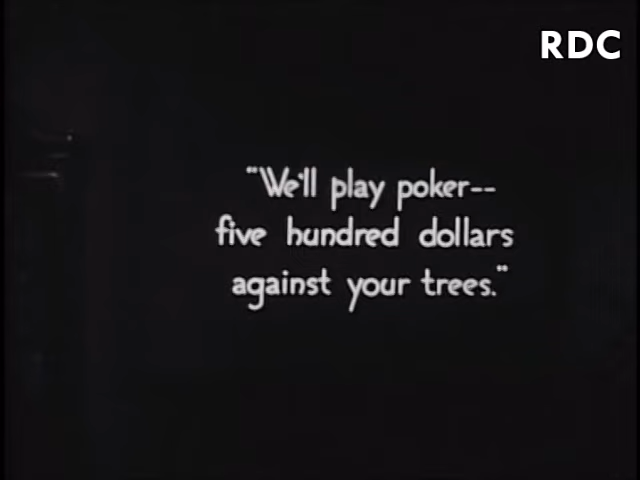 RDC
"We'll play poker--
five hundred dollars
against your trees."